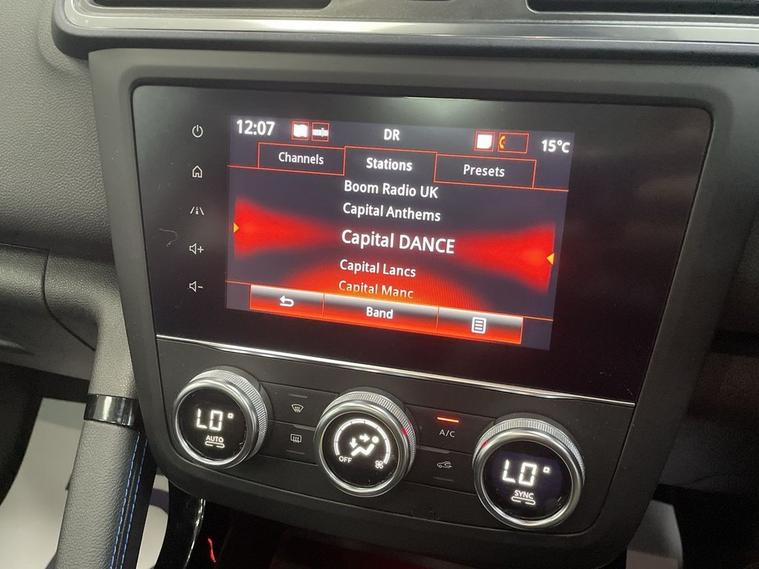 12:07 DR 15°C
Channels Stations Presets
Boom Radio UK
Capital Anthems
Capital DANCE
Capital Lancs
Capital Manc
Band
LO° AUTO
OFF
A/C
LO° SYNC